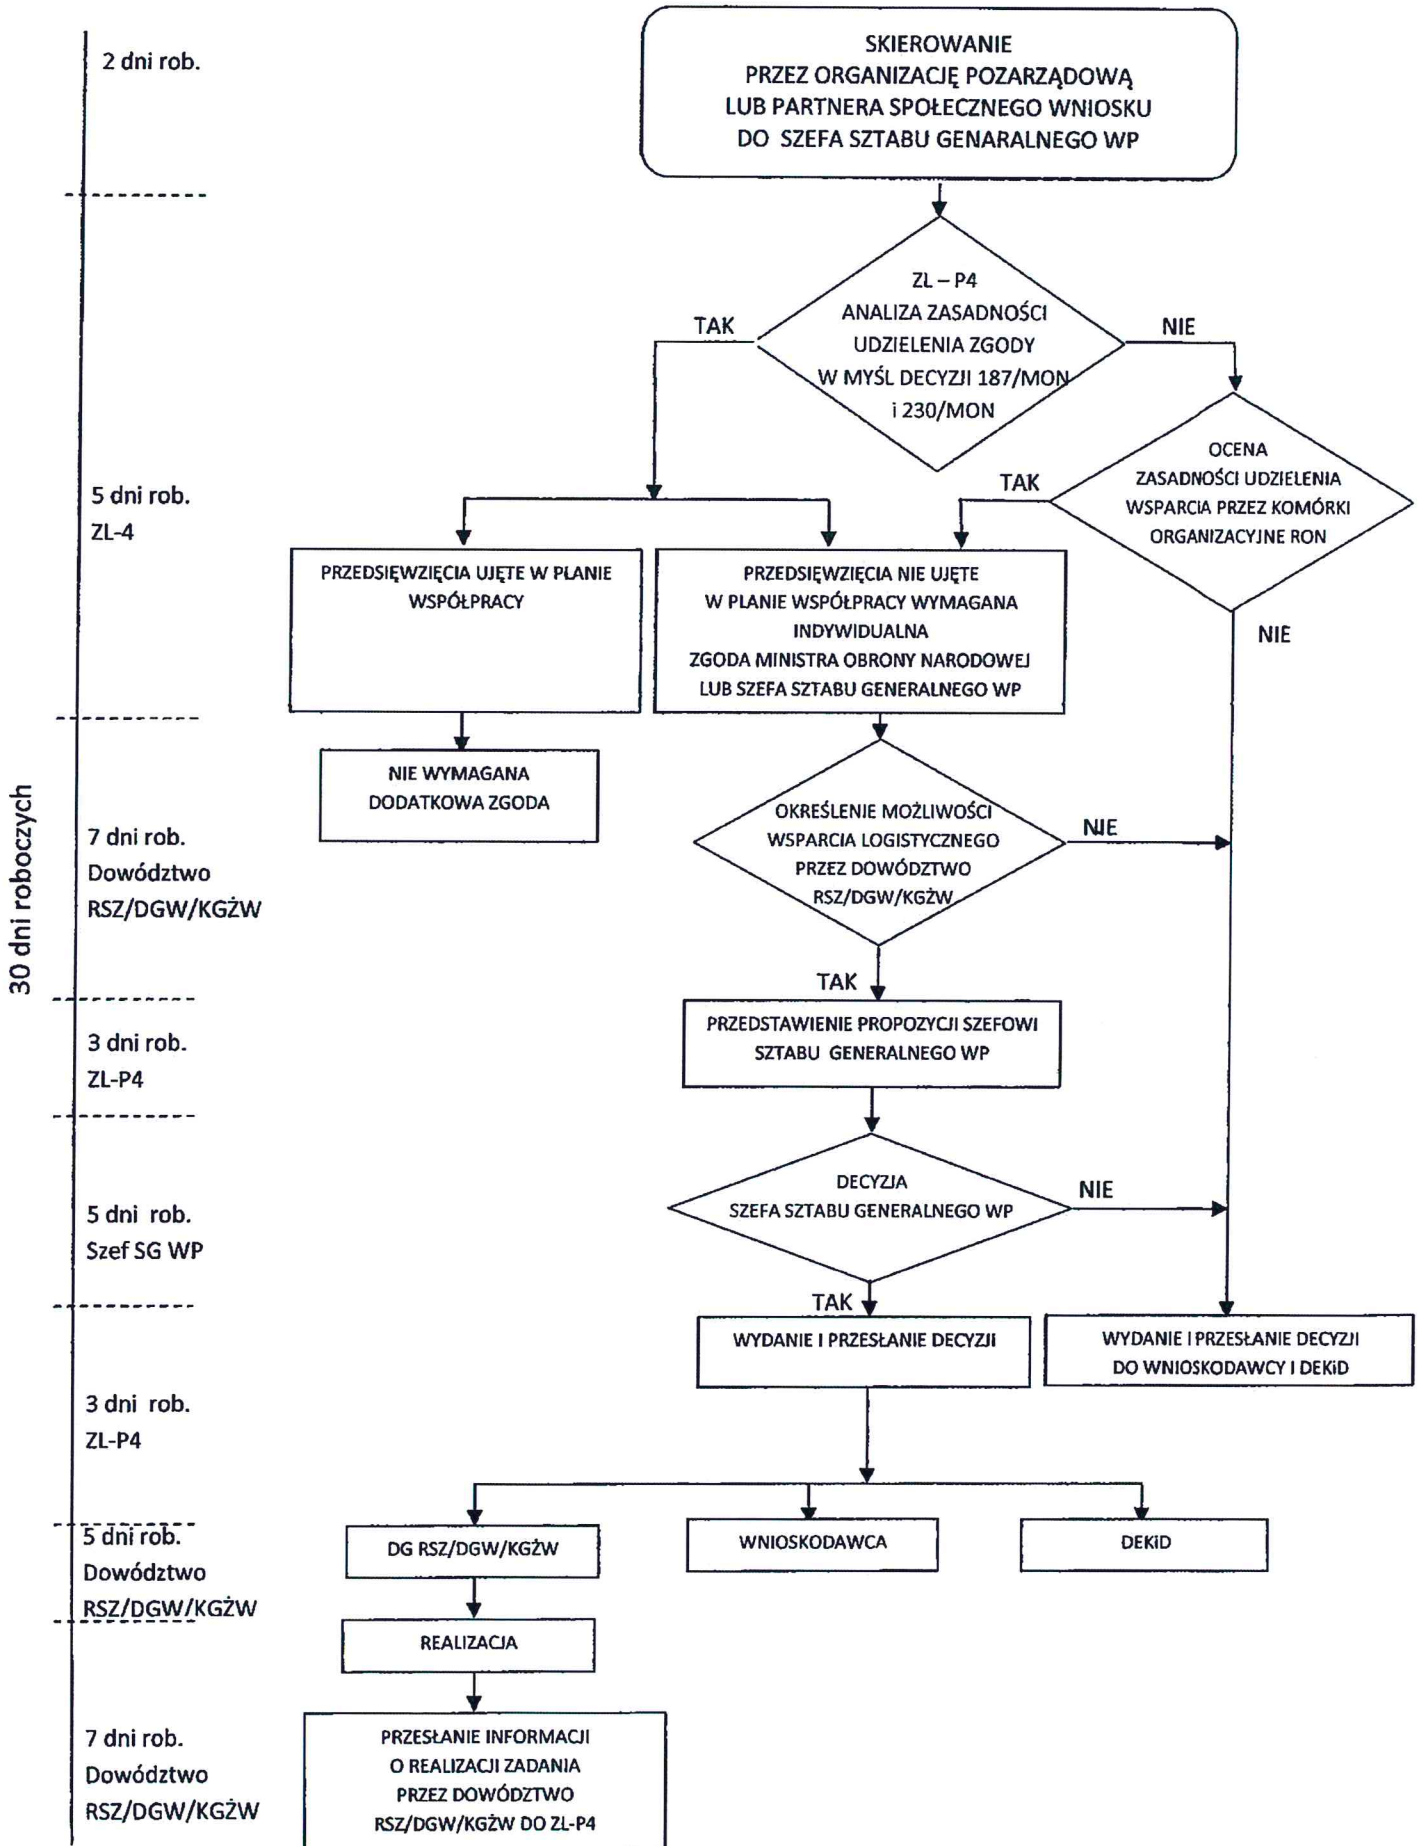 2 dni rob.
SKIEROWANIE
PRZEZ ORGANIZACJĘ POZARZĄDOWĄ
LUB PARTNERA SPOŁECZNEGO WNIOSKU
DO SZEFA SZTABU GENARALNEGO WP
ZL – P4
ANALIZA ZASADNOŚCI
UDZIELENIA ZGODY
W MYŚL DECYZJI 187/MON
i 230/MON
TAK
NIE
OCENA
ZASADNOŚCI UDZIELENIA
WSPARCIA PRZEZ KOMÓRKI
ORGANIZACYJNE RON
TAK
NIE
5 dni rob.
ZL-4
PRZEDSIĘWZIĘCIA UJĘTE W PLANIE
WSPÓŁPRACY
PRZEDSIĘWZIĘCIA NIE UJĘTE
W PLANIE WSPÓŁPRACY WYMAGANA
INDYWIDUALNA
ZGODA MINISTRA OBRONY NARODOWEJ
LUB SZEFA SZTABU GENERALNEGO WP
NIE WYMAGANA
DODATKOWA ZGODA
30 dni roboczych
7 dni rob.
Dowództwo
RSZ/DGW/KGŻW
OKREŚLENIE MOŻLIWOŚCI
WSPARCIA LOGISTYCZNEGO
PRZEZ DOWÓDZTWO
RSZ/DGW/KGŻW
NIE
TAK
3 dni rob.
ZL-P4
PRZEDSTAWIENIE PROPOZYCJI SZEFOWI
SZTABU GENERALNEGO WP
5 dni rob.
Szef SG WP
DECYZJA
SZEFA SZTABU GENERALNEGO WP
NIE
TAK
WYDANIE I PRZESŁANIE DECYZJI
WYDANIE I PRZESŁANIE DECYZJI
DO WNIOSKODAWCY I DEKiD
3 dni rob.
ZL-P4
5 dni rob.
Dowództwo
RSZ/DGW/KGŻW
DG RSZ/DGW/KGŻW
WNIOSKODAWCA
DEKiD
REALIZACJA
7 dni rob.
Dowództwo
RSZ/DGW/KGŻW
PRZESŁANIE INFORMACJI
O REALIZACJI ZADANIA
PRZEZ DOWÓDZTWO
RSZ/DGW/KGŻW DO ZL-P4